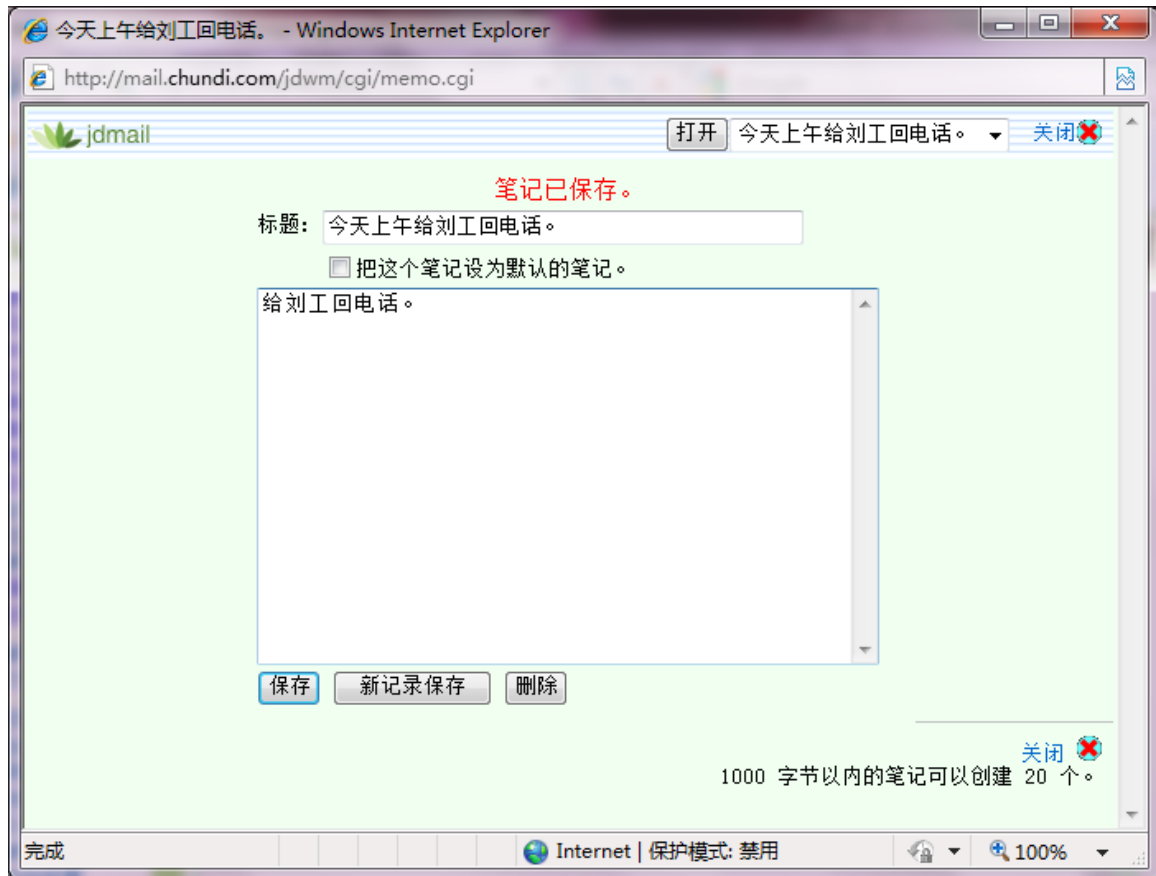 今天上午给刘工回电话。 - Windows Internet Explorer
http://mail.chundi.com/jdwm/cgi/memo.cgi
jdmail 打开 今天上午给刘工回电话。 关闭
笔记已保存。
标题: 今天上午给刘工回电话。
把这个笔记设为默认的笔记。
给刘工回电话。
保存 新记录保存 删除
关闭
1000 字节以内的笔记可以创建 20 个。
完成 Internet | 保护模式: 禁用 100%